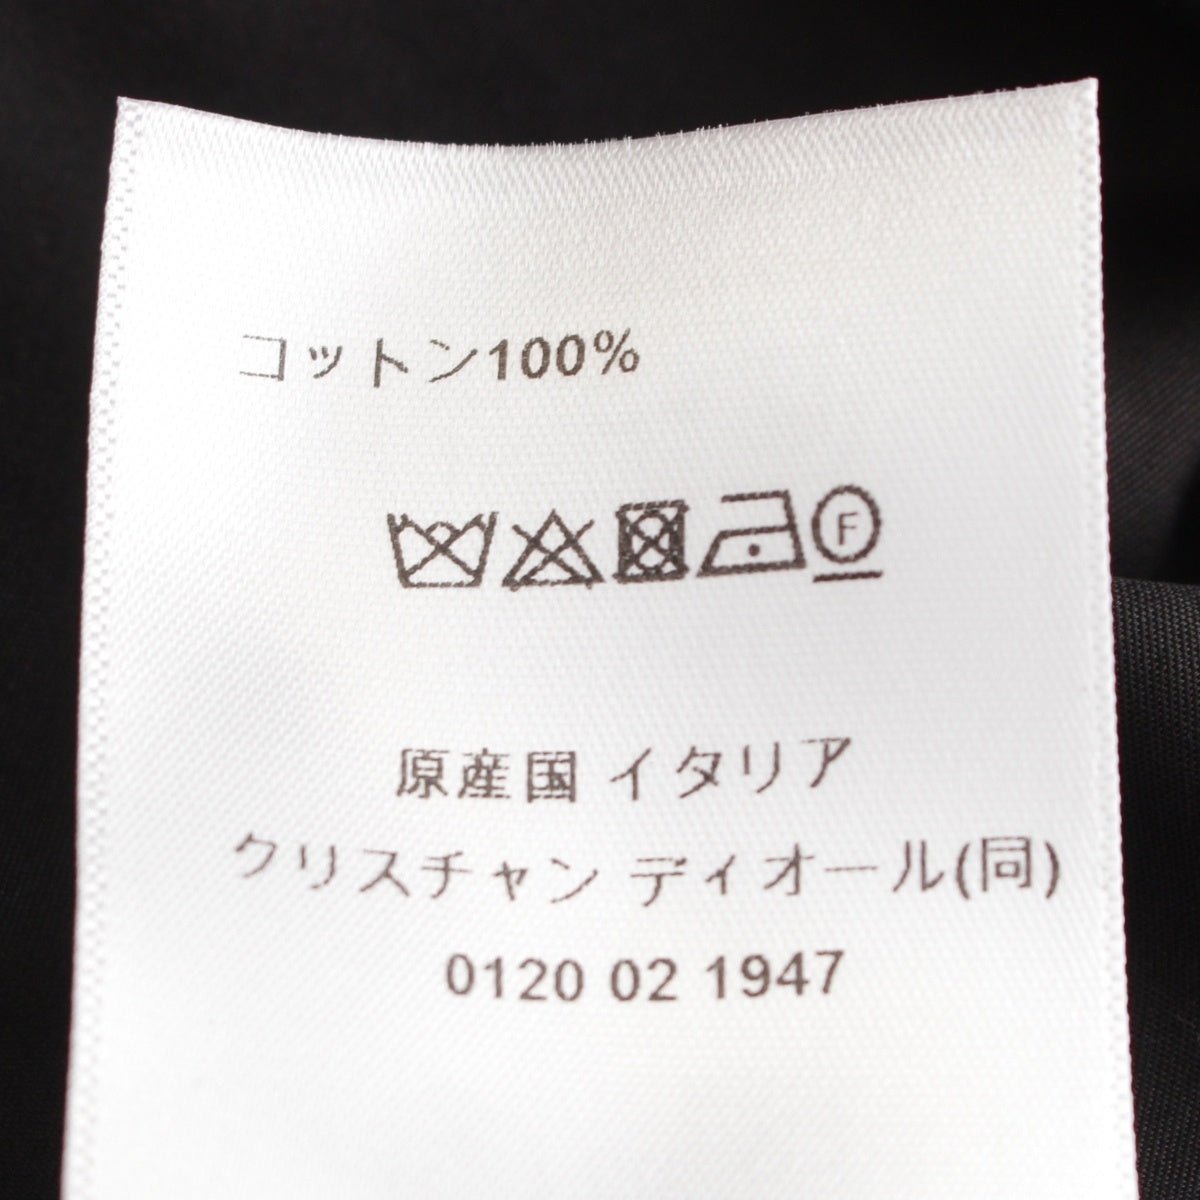 コットン100%
F
原産国 イタリア
クリスチャン ディオール(同)
0120 02 1947